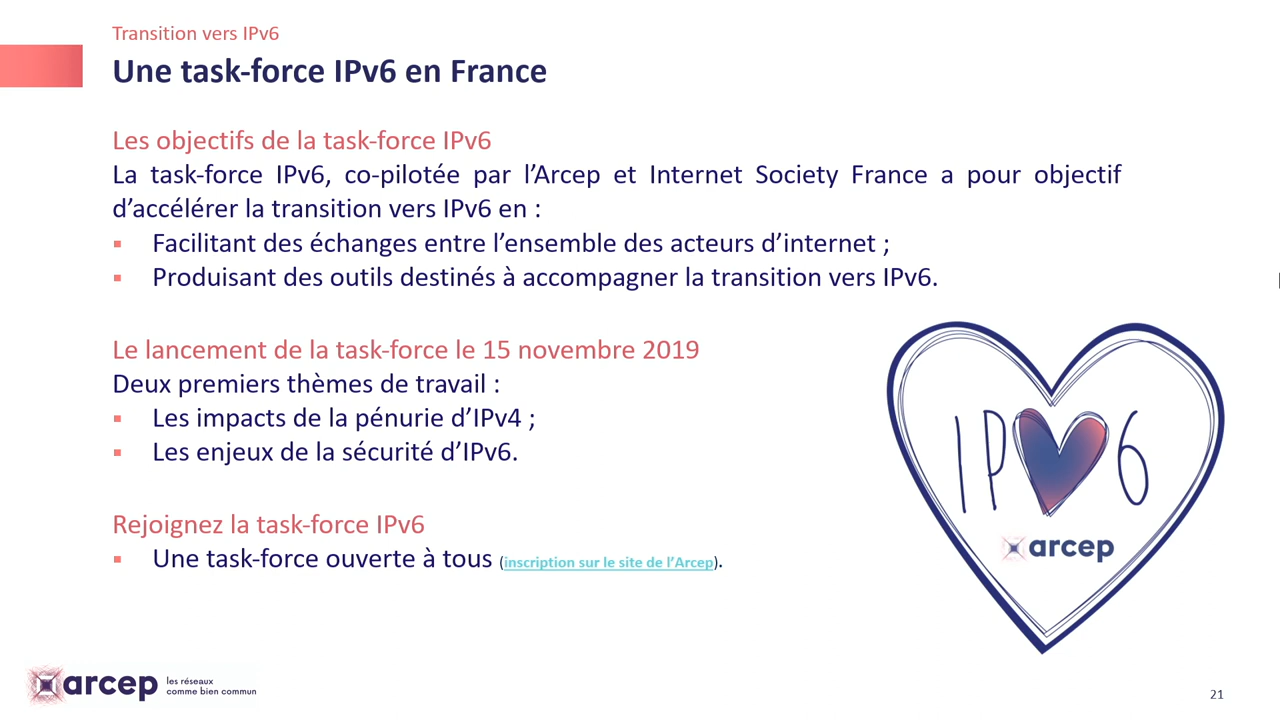 Transition vers IPv6
Une task-force IPv6 en France
Les objectifs de la task-force IPv6
La task-force IPv6, co-pilotée par l’Arcep et Internet Society France a pour objectif
d’accélérer la transition vers IPv6 en :
▪ Facilitant des échanges entre l’ensemble des acteurs d’internet ;
▪ Produisant des outils destinés à accompagner la transition vers IPv6.
Le lancement de la task-force le 15 novembre 2019
Deux premiers thèmes de travail :
▪ Les impacts de la pénurie d’IPv4 ;
▪ Les enjeux de la sécurité d’IPv6.
Rejoignez la task-force IPv6
▪ Une task-force ouverte à tous (inscription sur le site de l’Arcep).
IP 6
arcep
arcep
les réseaux
comme bien commun
21